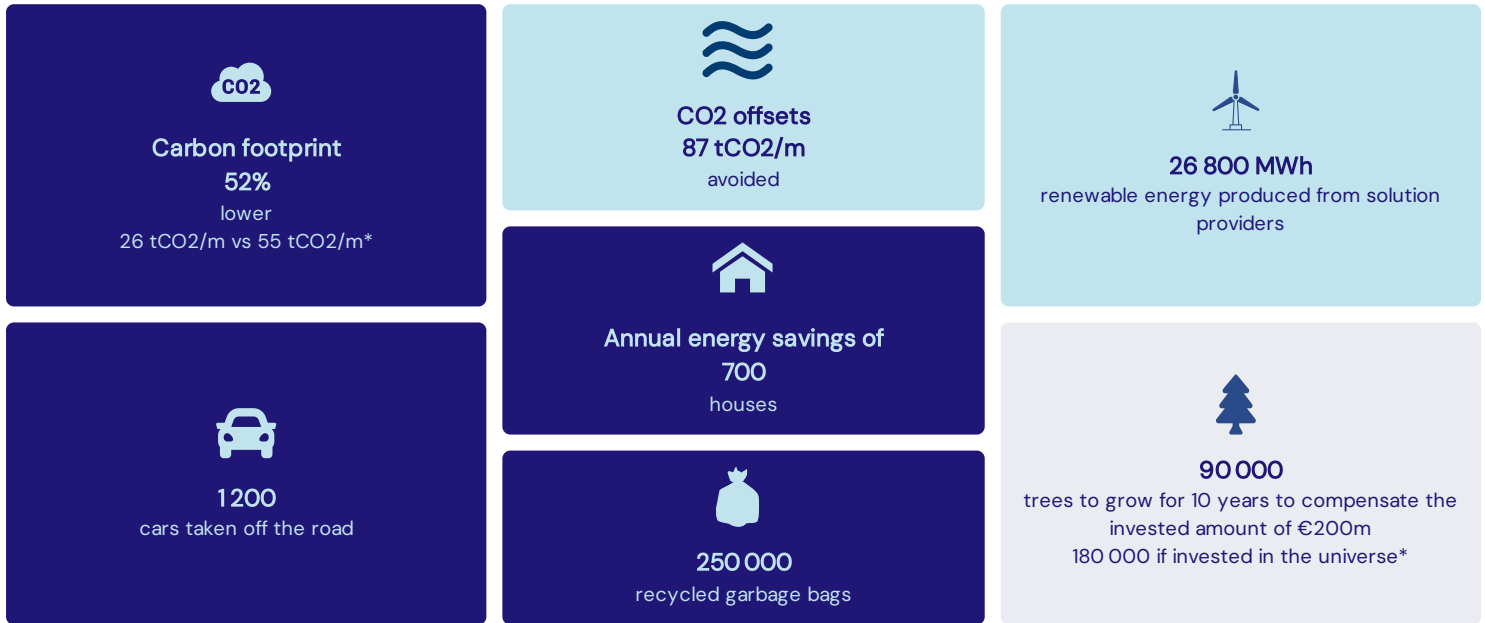 CO2
Carbon footprint
52%
lower
26 tCO2/m vs 55 tCO2/m*
1 200
cars taken off the road
CO2 offsets
87 tCO2/m
avoided
Annual energy savings of
700
houses
250 000
recycled garbage bags
26 800 MWh
renewable energy produced from solution
providers
90 000
trees to grow for 10 years to compensate the
invested amount of €200m
180 000 if invested in the universe*